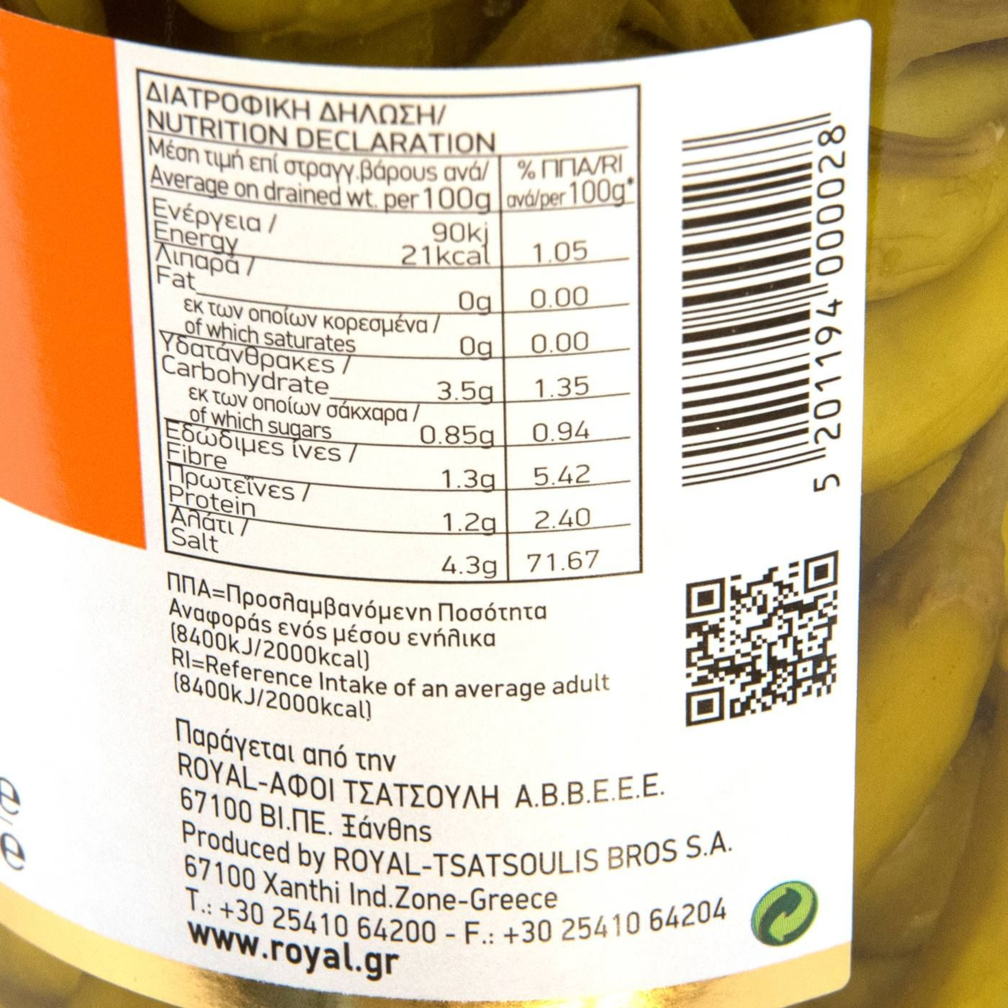 ΔΙΑΤΡΟΦΙΚΗ ΔΗΛΩΣΗ/
NUTRITION DECLARATION
Μέση τιμή επί στραγγ.βάρους ανά/ % ΠΠΑ/RI
Average on drained wt. per 100g ανά/per 100g*
Ενέργεια / 90kj
Energy 21kcal 1.05
Λιπαρά /
Fat 0g 0.00
εκ των οποίων κορεσμένα /
of which saturates 0g 0.00
Υδατάνθρακες /
Carbohydrate 3.5g 1.35
εκ των οποίων σάκχαρα /
of which sugars 0.85g 0.94
Εδώδιμες ίνες /
Fibre 1.3g 5.42
Πρωτεΐνες /
Protein 1.2g 2.40
Αλάτι /
Salt 4.3g 71.67
ΠΠΑ=Προσλαμβανόμενη Ποσότητα
Αναφοράς ενός μέσου ενήλικα
(8400kJ/2000kcal)
RI=Reference Intake of an average adult
(8400kJ/2000kcal)
Παράγεται από την
ROYAL-ΑΦΟΙ ΤΣΑΤΣΟΥΛΗ Α.Β.Β.Ε.Ε.Ε.
67100 ΒΙ.ΠΕ. Ξάνθης
Produced by ROYAL-TSATSOULIS BROS S.A.
67100 Xanthi Ind.Zone-Greece
T.: +30 25410 64200 - F.: +30 25410 64204
www.royal.gr
5 201194 000028
e
e